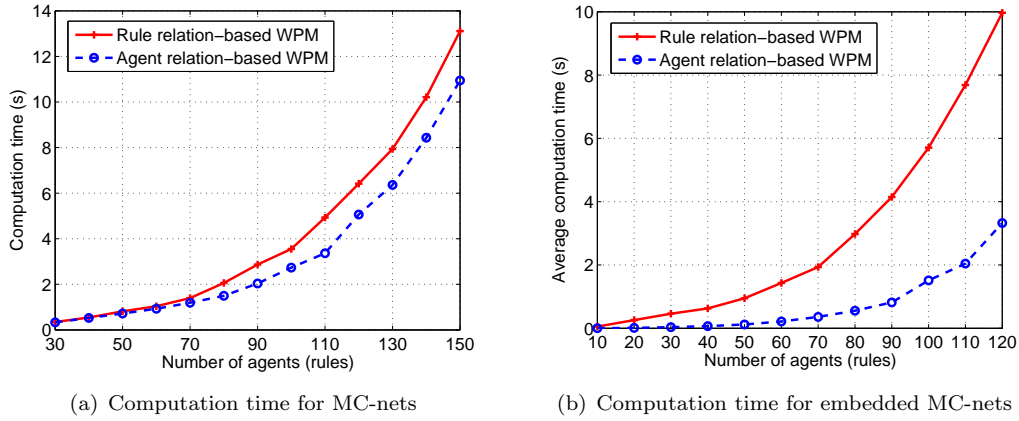 14
12
10
8
6
4
2
0
Computation time (s)
Rule relation−based WPM
Agent relation−based WPM
30 50 70 90 110 130 150
Number of agents (rules)
(a) Computation time for MC-nets
10
8
6
4
2
0
Average computation time (s)
Rule relation−based WPM
Agent relation−based WPM
10 20 30 40 50 60 70 80 90 100 110 120
Number of agents (rules)
(b) Computation time for embedded MC-nets